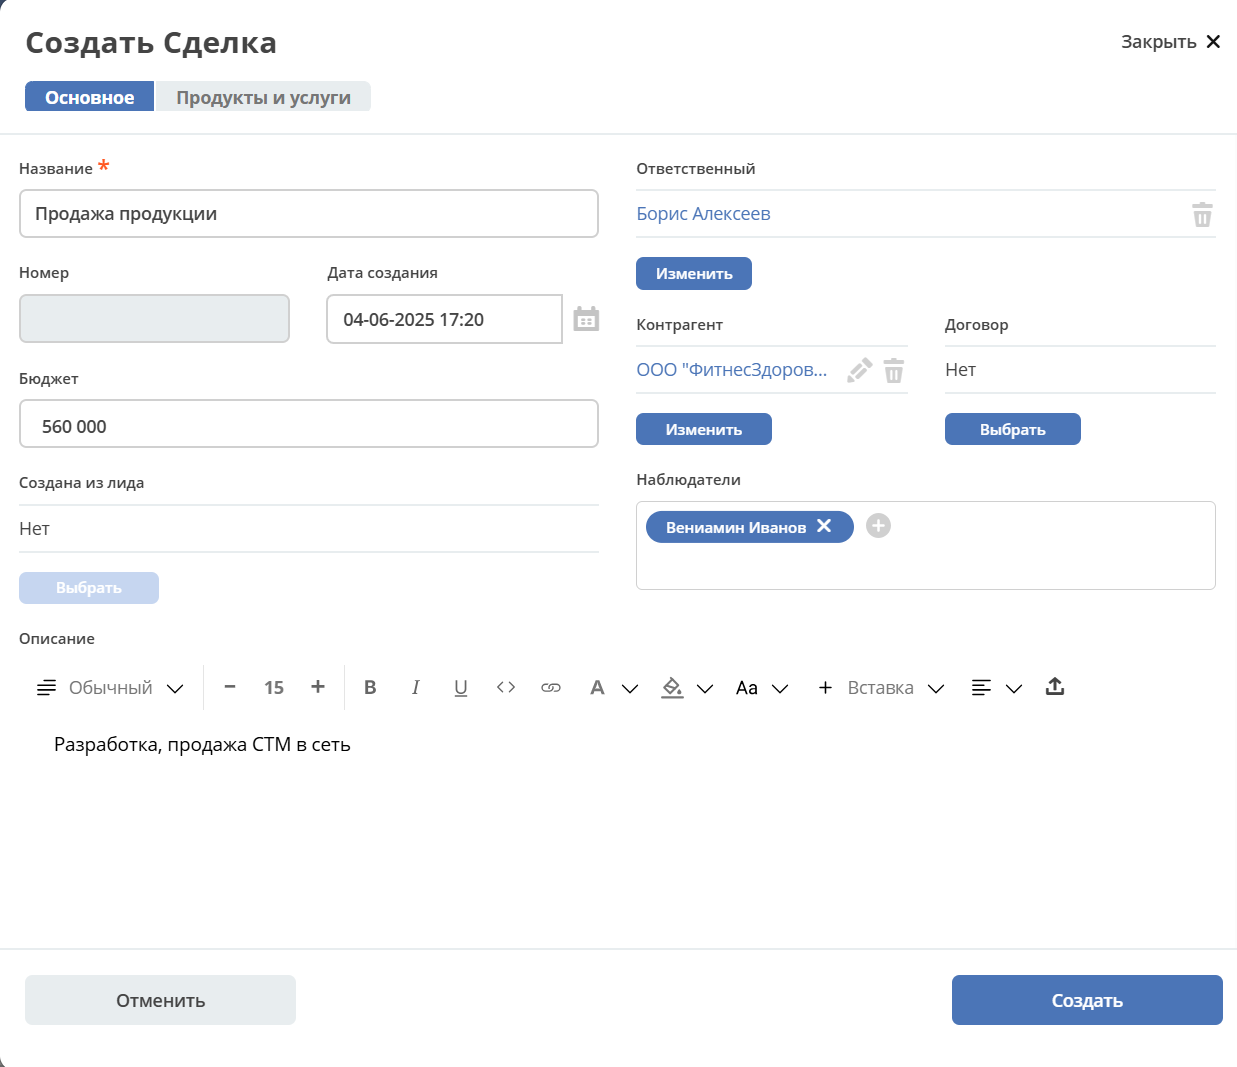 Создать Сделка
Закрыть
Основное
Продукты и услуги
Название *
Продажа продукции
Номер
Дата создания
04-06-2025 17:20
Бюджет
560 000
Создана из лида
Нет
Выбрать
Ответственный
Борис Алексеев
Изменить
Контрагент
ООО "ФитнесЗдоров...
Изменить
Договор
Нет
Выбрать
Наблюдатели
Вениамин Иванов
Описание
Обычный − 15 + B I U <> A Aa + Вставка
Разработка, продажа СТМ в сеть
Отменить
Создать